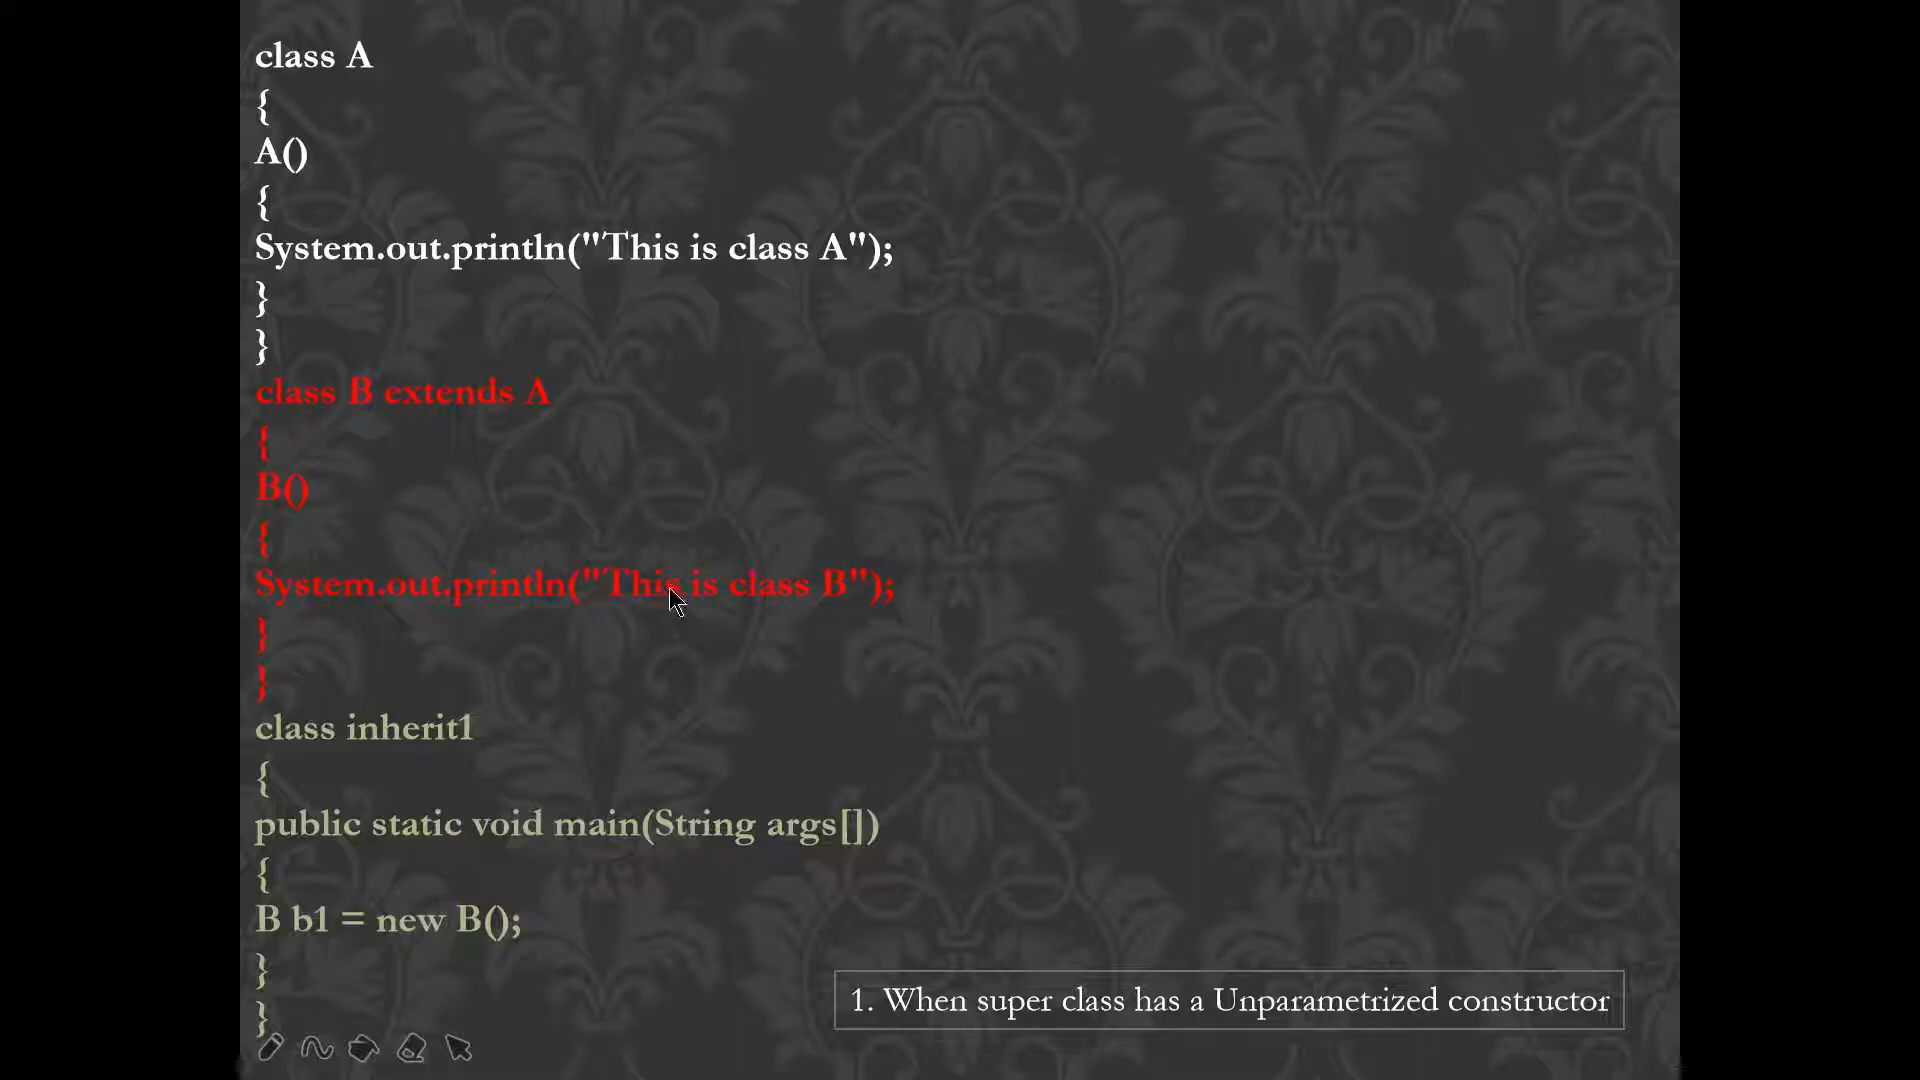 class A
{
A()
{
System.out.println("This is class A");
}
}
class B extends A
{
B()
{
System.out.println("This is class B");
}
}
class inherit1
{
public static void main(String args[])
{
B b1 = new B();
}
}
1. When super class has a Unparametrized constructor